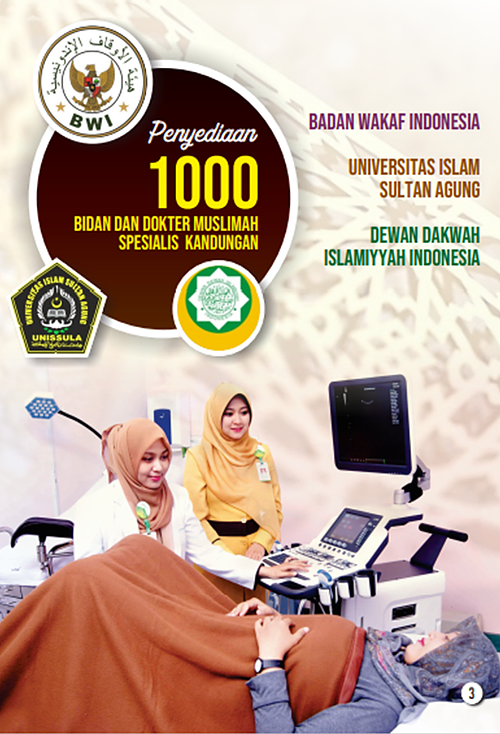 هيئة الأوقاف الإندونيسية
BWI
Penyediaan
1000
BIDAN DAN DOKTER MUSLIMAH
SPESIALIS KANDUNGAN
BADAN WAKAF INDONESIA
UNIVERSITAS ISLAM
SULTAN AGUNG
DEWAN DAKWAH
ISLAMIYYAH INDONESIA
UNIVERSITAS ISLAM SULTAN AGUNG
UNISSULA
3